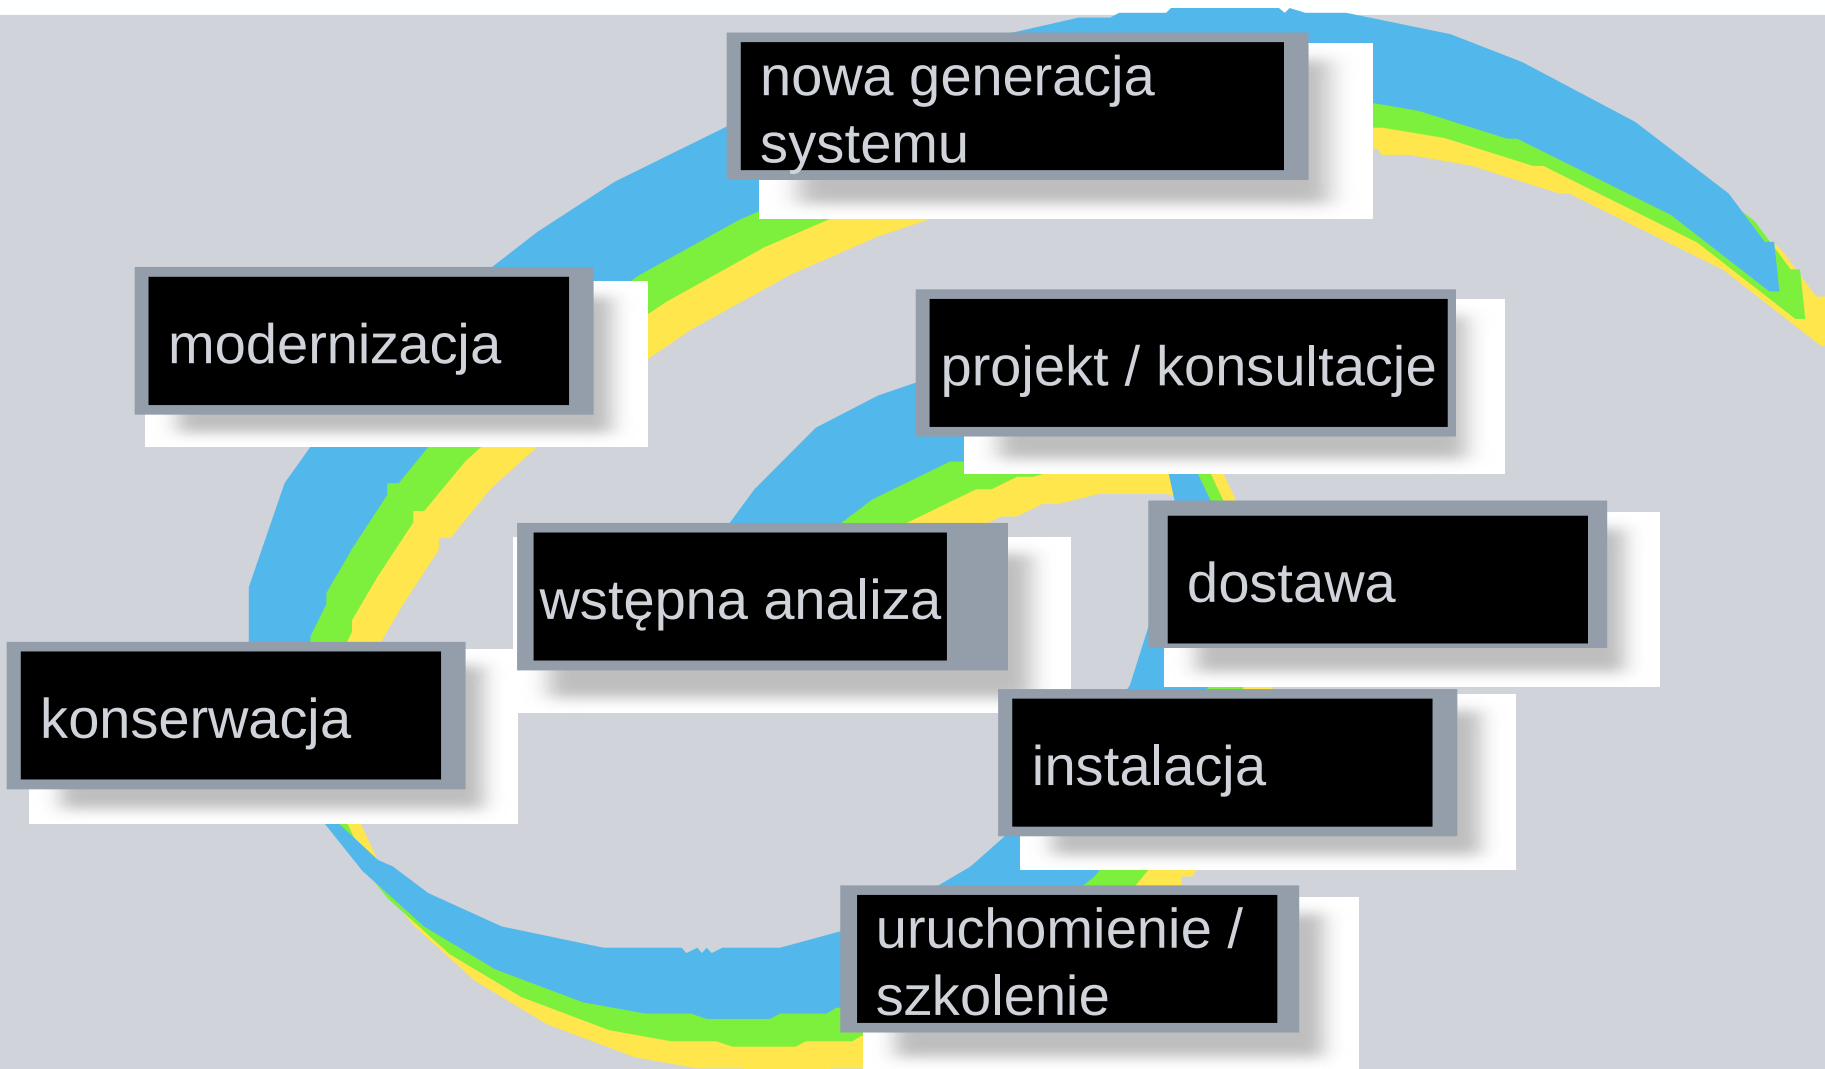 nowa generacja
systemu
modernizacja
projekt / konsultacje
wstępna analiza
dostawa
konserwacja
instalacja
uruchomienie /
szkolenie